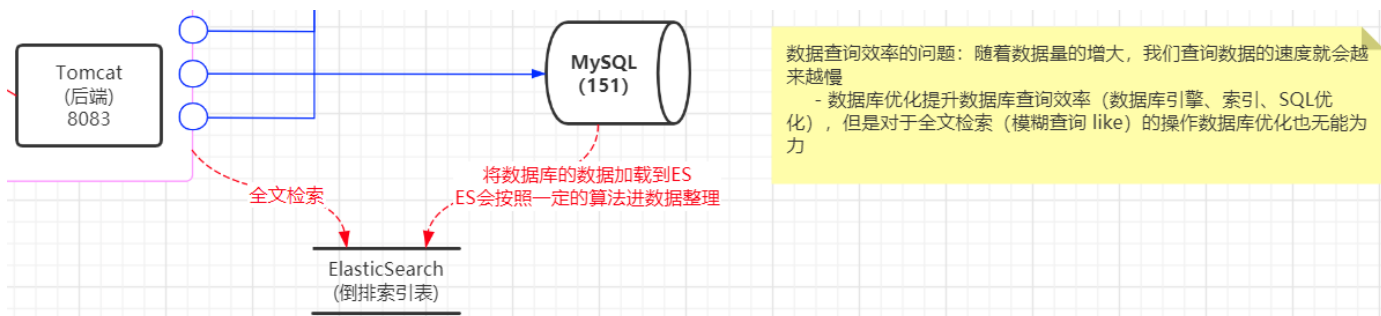 Tomcat
(后端)
8083
MySQL
(151)
数据查询效率的问题：随着数据量的增大，我们查询数据的速度就会越
来越慢
- 数据库优化提升数据库查询效率（数据库引擎、索引、SQL优
化），但是对于全文检索（模糊查询 like）的操作数据库优化也无能为
力
全文检索
将数据库的数据加载到ES
ES会按照一定的算法进数据整理
ElasticSearch
(倒排索引表)